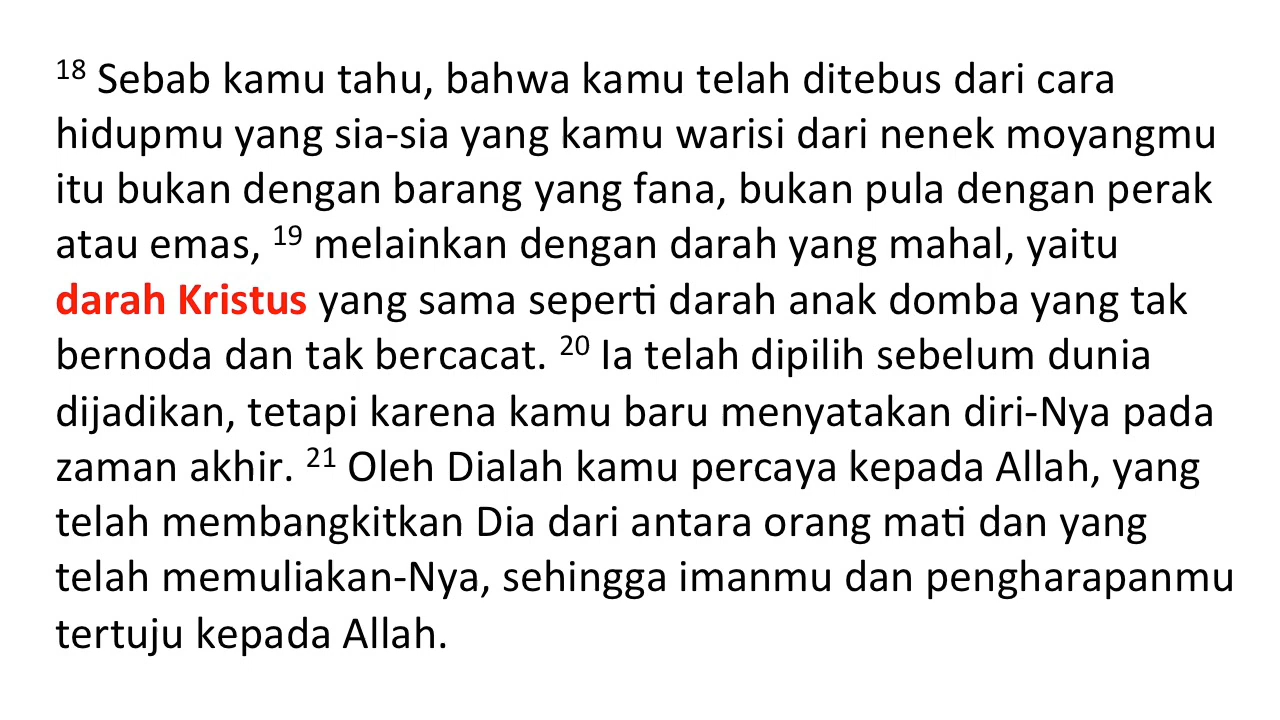 18 Sebab kamu tahu, bahwa kamu telah ditebus dari cara
hidupmu yang sia-sia yang kamu warisi dari nenek moyangmu
itu bukan dengan barang yang fana, bukan pula dengan perak
atau emas, 19 melainkan dengan darah yang mahal, yaitu
darah Kristus yang sama seperti darah anak domba yang tak
bernoda dan tak bercacat. 20 Ia telah dipilih sebelum dunia
dijadikan, tetapi karena kamu baru menyatakan diri-Nya pada
zaman akhir. 21 Oleh Dialah kamu percaya kepada Allah, yang
telah membangkitkan Dia dari antara orang mati dan yang
telah memuliakan-Nya, sehingga imanmu dan pengharapanmu
tertuju kepada Allah.